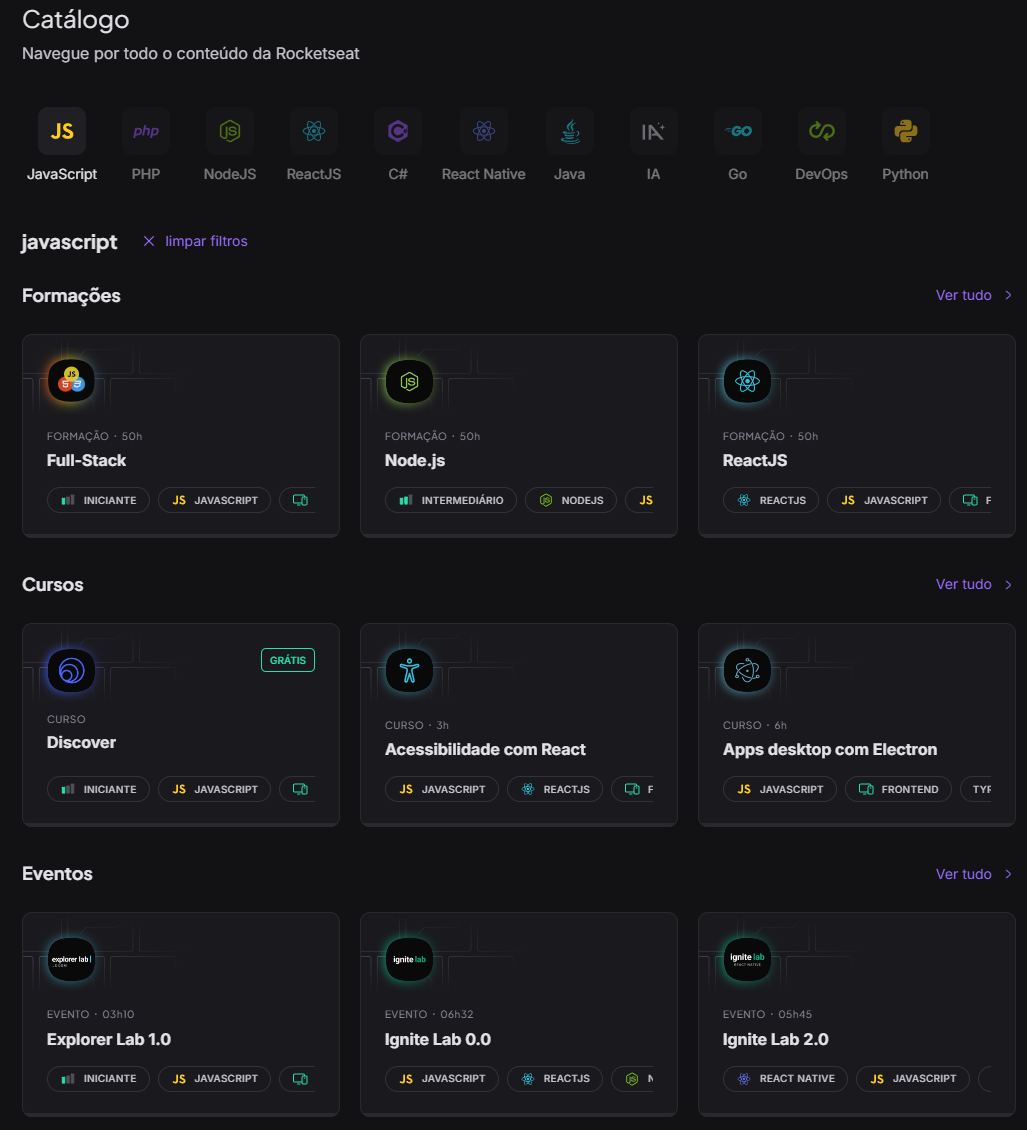 Catálogo
Navegue por todo o conteúdo da Rocketseat
JS php JS C IA GO
JavaScript PHP NodeJS ReactJS C# React Native Java IA Go DevOps Python
javascript limpar filtros
Formações Ver tudo
JS 5 3 JS
FORMAÇÃO · 50h FORMAÇÃO · 50h FORMAÇÃO · 50h
Full-Stack Node.js ReactJS
INICIANTE JS JAVASCRIPT INTERMEDIÁRIO NODEJS JS REACTJS JS JAVASCRIPT F
Cursos Ver tudo
GRÁTIS
CURSO CURSO · 3h CURSO · 6h
Discover Acessibilidade com React Apps desktop com Electron
INICIANTE JS JAVASCRIPT JS JAVASCRIPT REACTJS F JS JAVASCRIPT FRONTEND TYP
Eventos Ver tudo
explorer lab ignite lab ignite lab
REACT NATIVE
EVENTO · 03h10 EVENTO · 06h32 EVENTO · 05h45
Explorer Lab 1.0 Ignite Lab 0.0 Ignite Lab 2.0
INICIANTE JS JAVASCRIPT JS JAVASCRIPT REACTJS N REACT NATIVE JS JAVASCRIPT